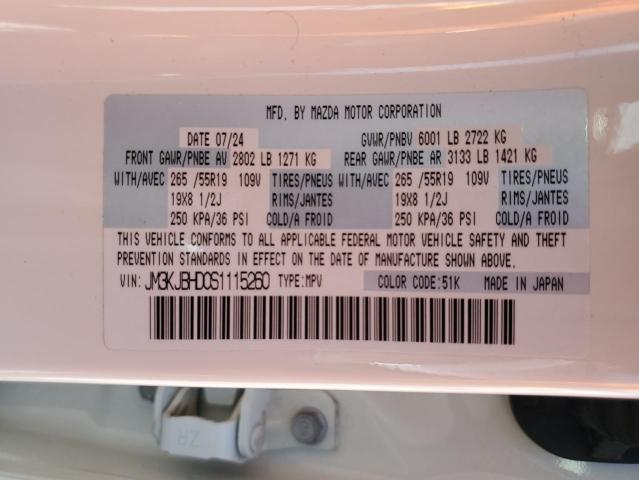 MFD. BY MAZDA MOTOR CORPORATION
DATE 07/24 GVWR/PNBV 6001 LB 2722 KG
FRONT GAWR/PNBE AV 2802 LB 1271 KG REAR GAWR/PNBE AR 3133 LB 1421 KG
WITH/AVEC 265 /55R19 109V TIRES/PNEUS WITH/AVEC 265 /55R19 109V TIRES/PNEUS
19X8 1/2J RIMS/JANTES 19X8 1/2J RIMS/JANTES
250 KPA/36 PSI COLD/A FROID 250 KPA/36 PSI COLD/A FROID
THIS VEHICLE CONFORMS TO ALL APPLICABLE FEDERAL MOTOR VEHICLE SAFETY AND THEFT
PREVENTION STANDARDS IN EFFECT ON THE DATE OF MANUFACTURE SHOWN ABOVE.
VIN: JM3KJBHD0S1115260 TYPE:MPV COLOR CODE:51K MADE IN JAPAN
ZR